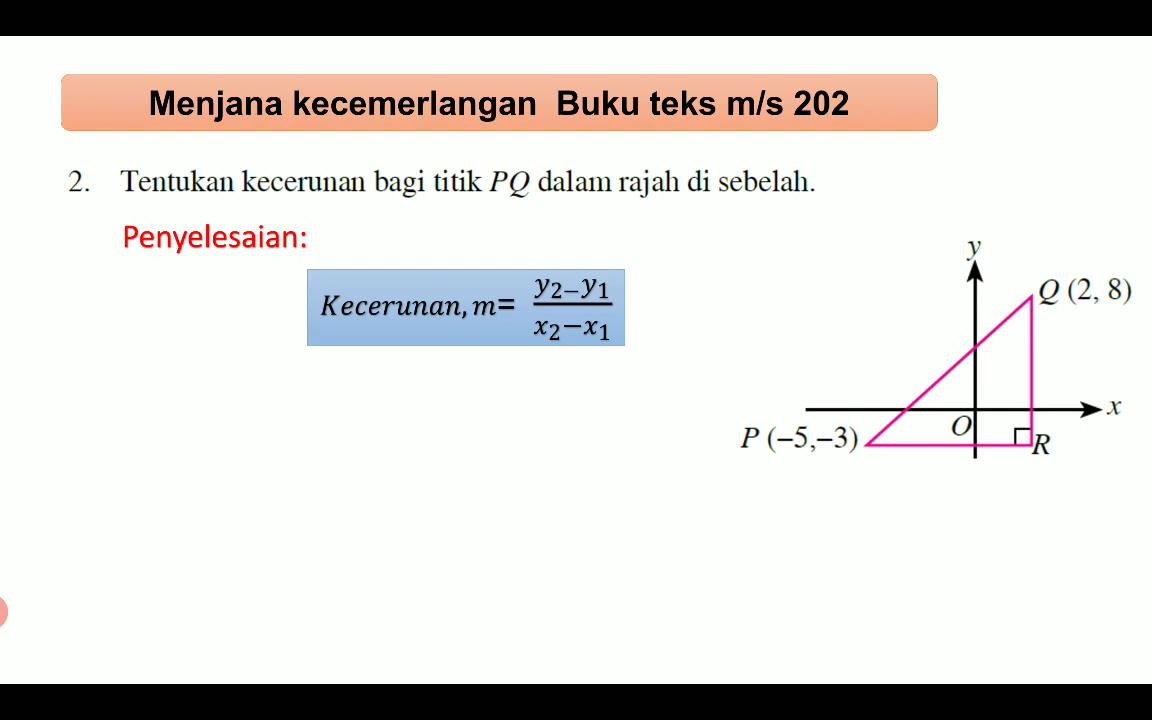 Menjana kecemerlangan Buku teks m/s 202
2. Tentukan kecerunan bagi titik PQ dalam rajah di sebelah.
Penyelesaian:
Kecerunan, m= y₂₋y₁
x₂−x₁
y
Q (2, 8)
x
O
P (−5,−3)
R